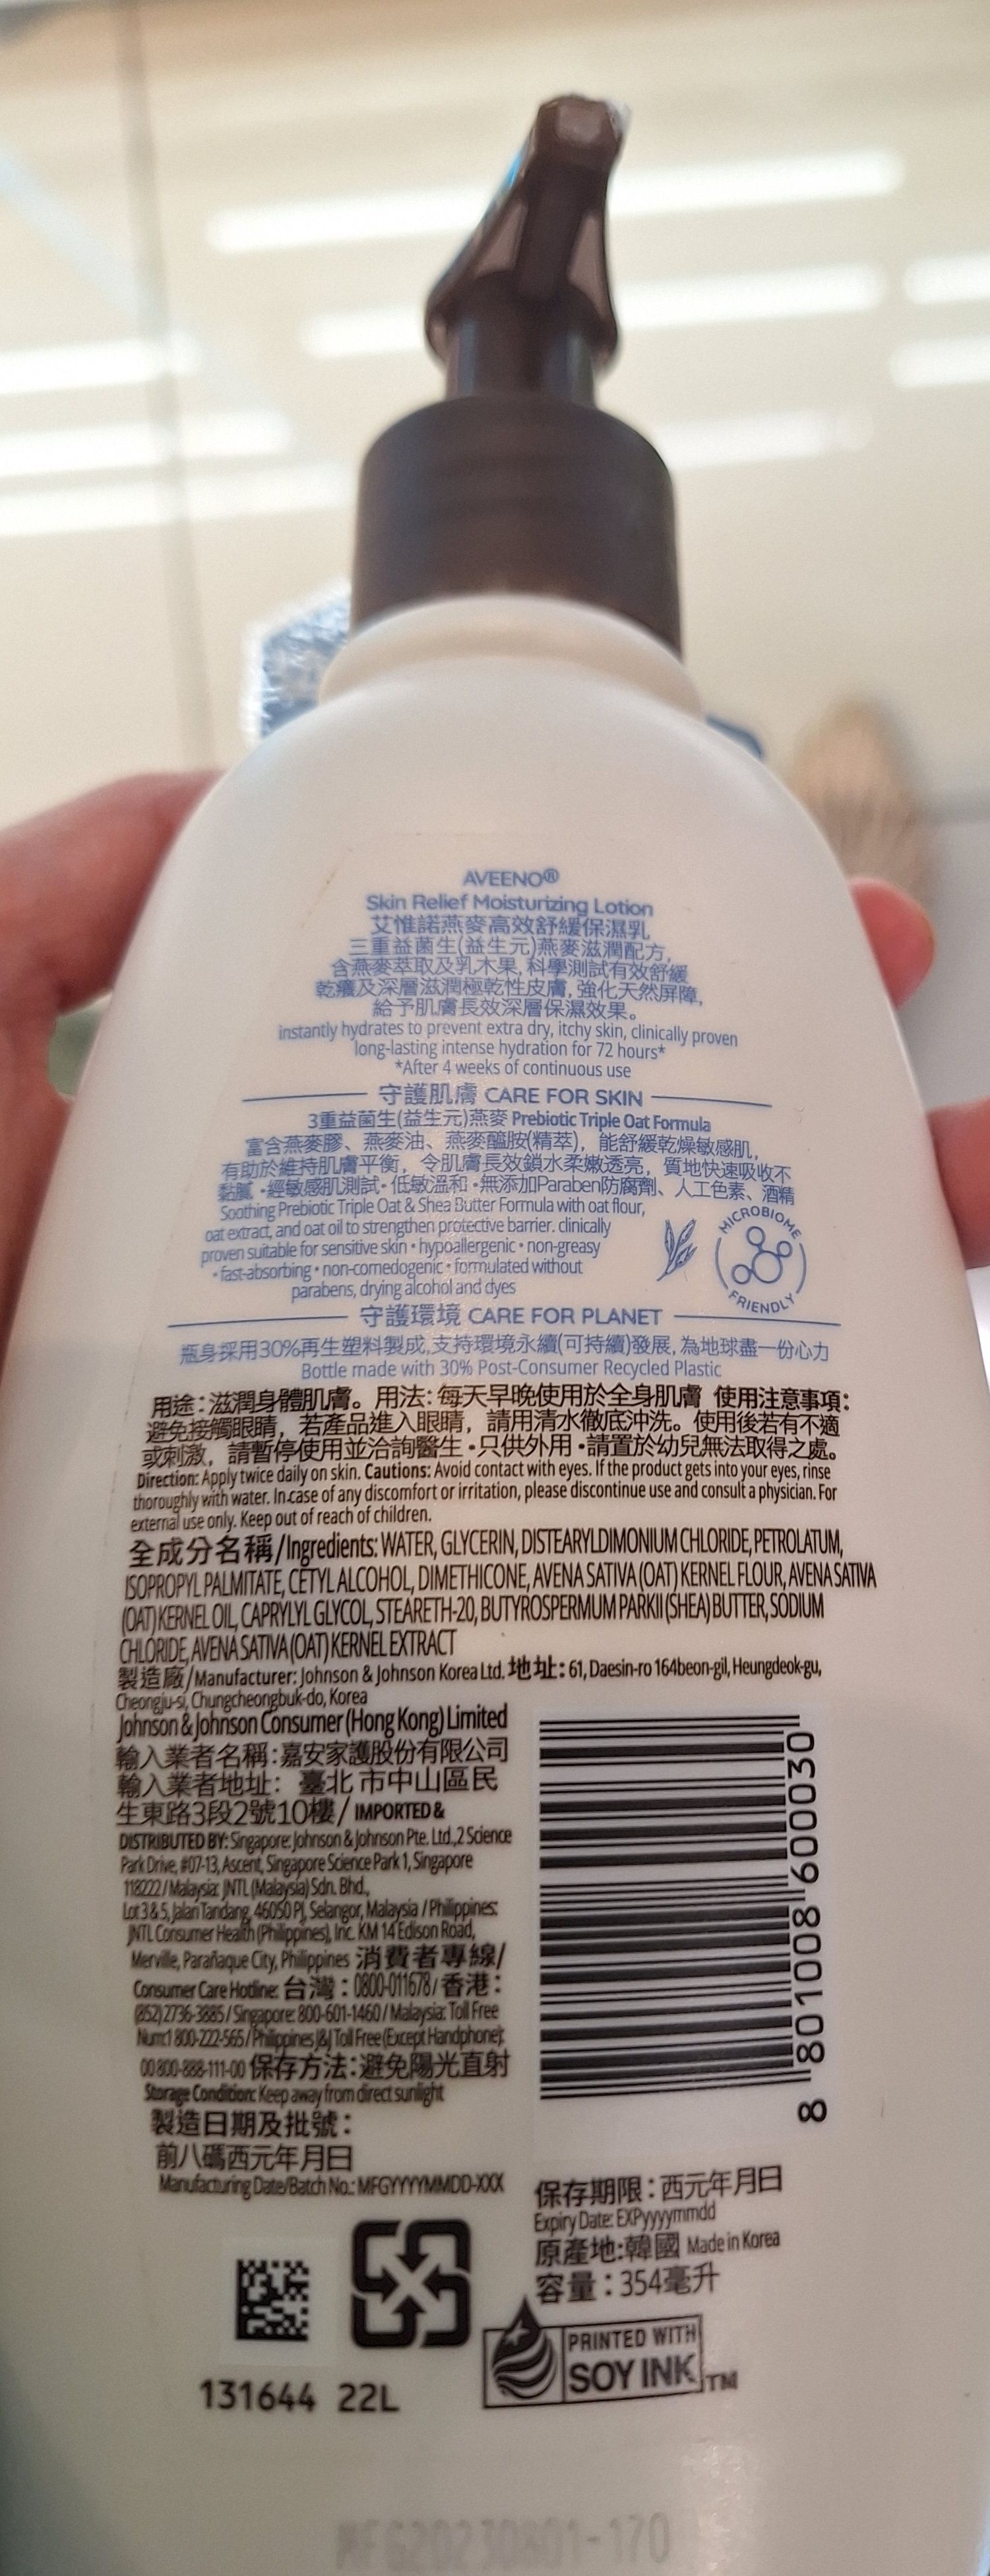 AVEENO®
Skin Relief Moisturizing Lotion
艾惟諾燕麥高效舒緩保濕乳
三重益菌生(益生元)燕麥滋潤配方,
含燕麥萃取及乳木果, 科學測試有效舒緩
乾癢及深層滋潤極乾性皮膚, 強化天然屏障,
給予肌膚長效深層保濕效果。
instantly hydrates to prevent extra dry, itchy skin, clinically proven
long-lasting intense hydration for 72 hours*
*After 4 weeks of continuous use
守護肌膚 CARE FOR SKIN
3重益菌生(益生元)燕麥 Prebiotic Triple Oat Formula
富含燕麥膠、燕麥油、燕麥醯胺(精萃), 能舒緩乾燥敏感肌,
有助於維持肌膚平衡, 令肌膚長效鎖水柔嫩透亮, 質地快速吸收不
黏膩 •經敏感肌測試•低敏溫和•無添加Paraben防腐劑、人工色素、酒精
Soothing Prebiotic Triple Oat & Shea Butter Formula with oat flour,
oat extract, and oat oil to strengthen protective barrier. clinically
proven suitable for sensitive skin • hypoallergenic • non-greasy
• fast-absorbing • non-comedogenic • formulated without
parabens, drying alcohol and dyes
MICROBIOME
FRIENDLY
守護環境 CARE FOR PLANET
瓶身採用30%再生塑料製成,支持環境永續(可持續)發展, 為地球盡一份心力
Bottle made with 30% Post-Consumer Recycled Plastic
用途:滋潤身體肌膚。用法:每天早晚使用於全身肌膚 使用注意事項:
避免接觸眼睛, 若產品進入眼睛, 請用清水徹底沖洗。使用後若有不適
或刺激, 請暫停使用並洽詢醫生•只供外用•請置於幼兒無法取得之處。
Direction: Apply twice daily on skin. Cautions: Avoid contact with eyes. If the product gets into your eyes, rinse
thoroughly with water. In case of any discomfort or irritation, please discontinue use and consult a physician. For
external use only. Keep out of reach of children.
全成分名稱/Ingredients: WATER, GLYCERIN, DISTEARYLDIMONIUM CHLORIDE, PETROLATUM,
ISOPROPYL PALMITATE, CETYL ALCOHOL, DIMETHICONE, AVENA SATIVA (OAT) KERNEL FLOUR, AVENA SATIVA
(OAT) KERNEL OIL, CAPRYLYL GLYCOL, STEARETH-20, BUTYROSPERMUM PARKII (SHEA) BUTTER, SODIUM
CHLORIDE, AVENA SATIVA (OAT) KERNEL EXTRACT
製造廠/Manufacturer: Johnson & Johnson Korea Ltd. 地址: 61, Daesin-ro 164beon-gil, Heungdeok-gu,
Cheongju-si, Chungcheongbuk-do, Korea
Johnson & Johnson Consumer (Hong Kong) Limited
輸入業者名稱:嘉安家護股份有限公司
輸入業者地址: 臺北市中山區民
生東路3段2號10樓/ IMPORTED &
DISTRIBUTED BY: Singapore: Johnson & Johnson Pte. Ltd., 2 Science
Park Drive, #07-13, Ascent, Singapore Science Park 1, Singapore
118222 / Malaysia: JNTL (Malaysia) Sdn. Bhd.,
Lot 3 & 5, Jalan Tandang, 46050 PJ, Selangor, Malaysia / Philippines:
JNTL Consumer Health (Philippines), Inc. KM 14 Edison Road,
Merville, Parañaque City, Philippines 消費者專線/
Consumer Care Hotline: 台灣: 0800-011678/ 香港:
(852) 2736-3885 / Singapore: 800-601-1460 / Malaysia: Toll Free
Num:1 800-222-565 / Philippines J&J Toll Free (Except Handphone):
00 800-888-111-00 保存方法:避免陽光直射
Storage Condition: Keep away from direct sunlight
製造日期及批號:
前八碼西元年月日
Manufacturing Date/Batch No.: MFGYYYYMMDD-XXX
8 801008 600030
保存期限:西元年月日
Expiry Date: EXPyyyymmdd
原產地:韓國 Made in Korea
容量:354毫升
PRINTED WITH
SOY INK TM
131644 22L
MFG20230801-170